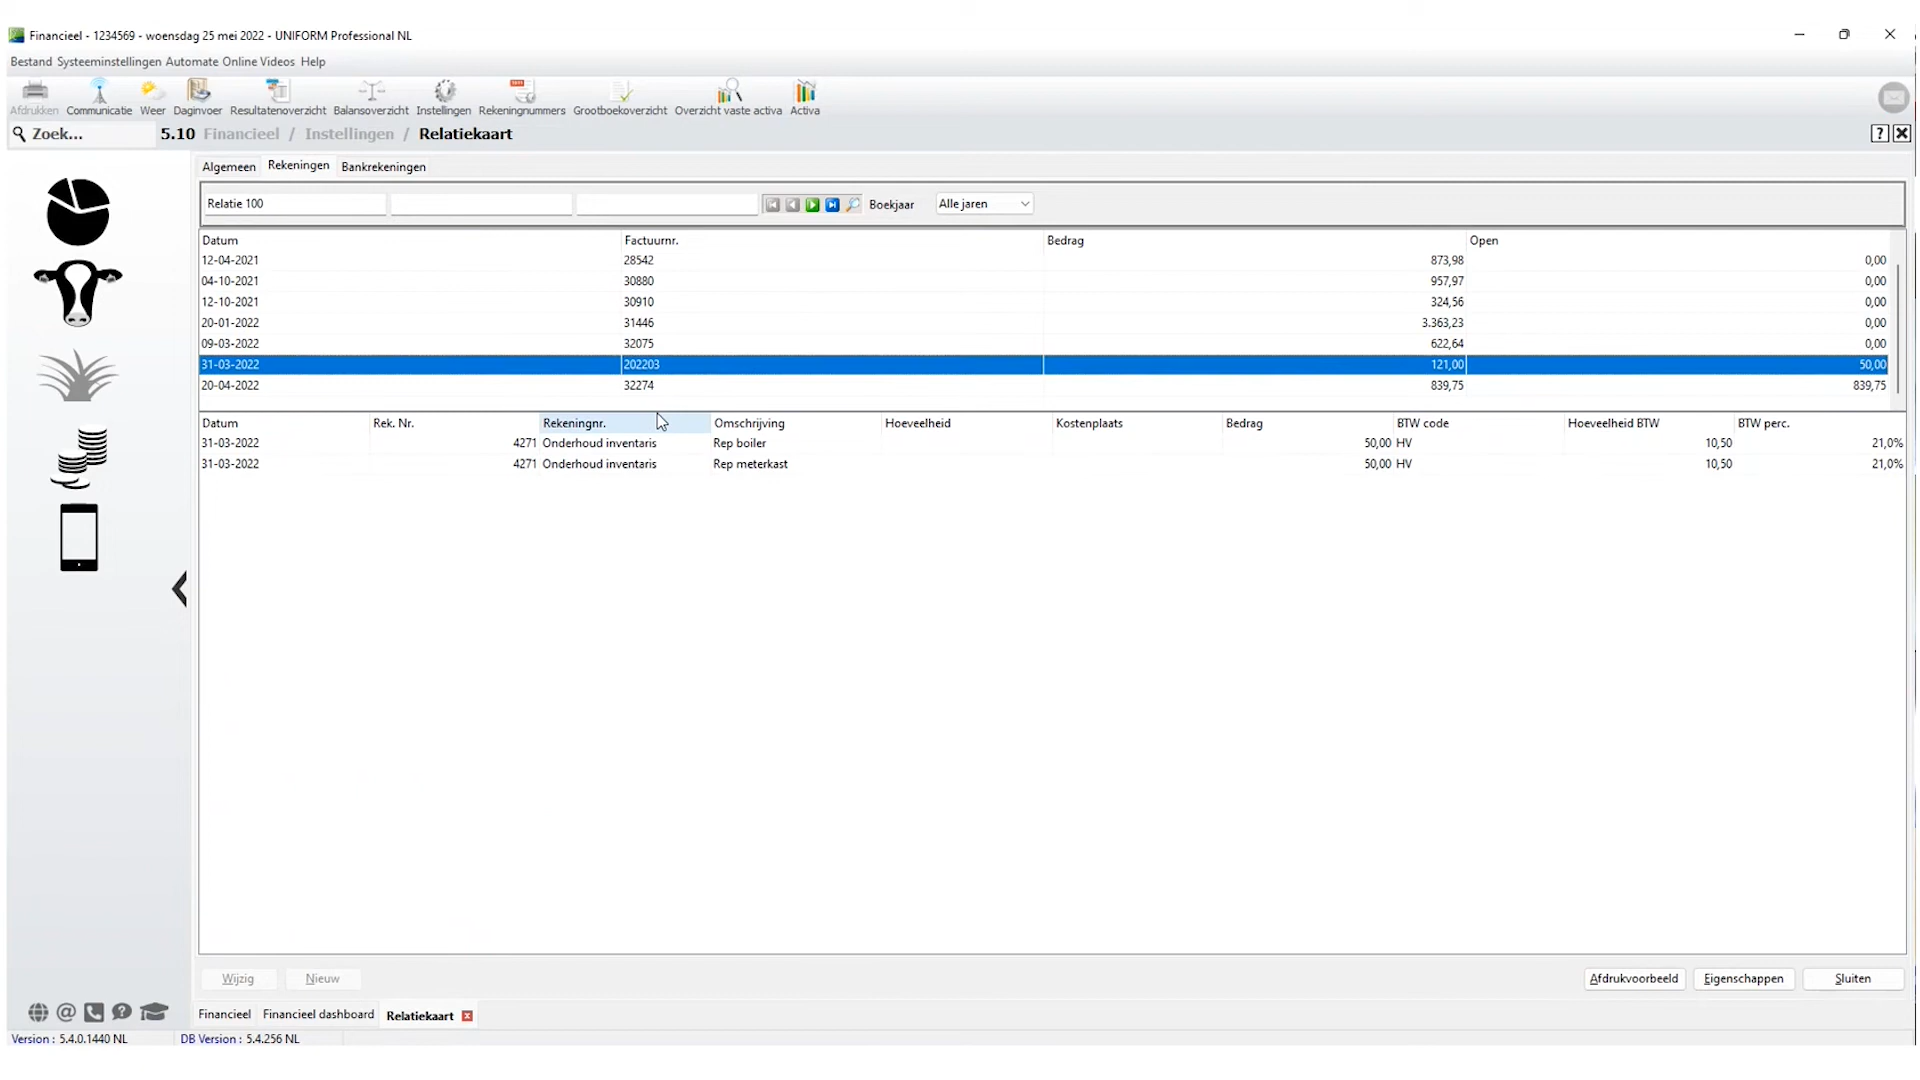 Financieel - 1234569 - woensdag 25 mei 2022 - UNIFORM Professional NL
Bestand Systeeminstellingen Automate Online Videos Help
Afdrukken Communicatie Weer Daginvoer Resultatenoverzicht Balansoverzicht Instellingen Rekeningnummers Grootboekoverzicht Overzicht vaste activa Activa
Zoek... 5.10 Financieel / Instellingen / Relatiekaart ?
Algemeen Rekeningen Bankrekeningen
Relatie 100 Boekjaar Alle jaren
Datum Factuurnr. Bedrag Open
12-04-2021 28542 873,98 0,00
04-10-2021 30880 957,97 0,00
12-10-2021 30910 324,56 0,00
20-01-2022 31446 3.363,23 0,00
09-03-2022 32075 622,64 0,00
31-03-2022 202203 121,00 50,00
20-04-2022 32274 839,75 839,75
Datum Rek. Nr. Rekeningnr. Omschrijving Hoeveelheid Kostenplaats Bedrag BTW code Hoeveelheid BTW BTW perc.
31-03-2022 4271 Onderhoud inventaris Rep boiler 50,00 HV 10,50 21,0%
31-03-2022 4271 Onderhoud inventaris Rep meterkast 50,00 HV 10,50 21,0%
Wijzig Nieuw Afdrukvoorbeeld Eigenschappen Sluiten
Financieel Financieel dashboard Relatiekaart
Version : 5.4.0.1440 NL DB Version : 5.4.256 NL